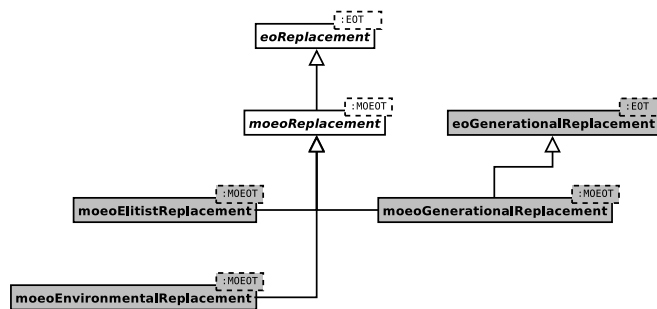 :EOT
eoReplacement
:MOEOT
moeoReplacement
:EOT
eoGenerationalReplacement
:MOEOT
moeoElitistReplacement
:MOEOT
moeoGenerationalReplacement
:MOEOT
moeoEnvironmentalReplacement